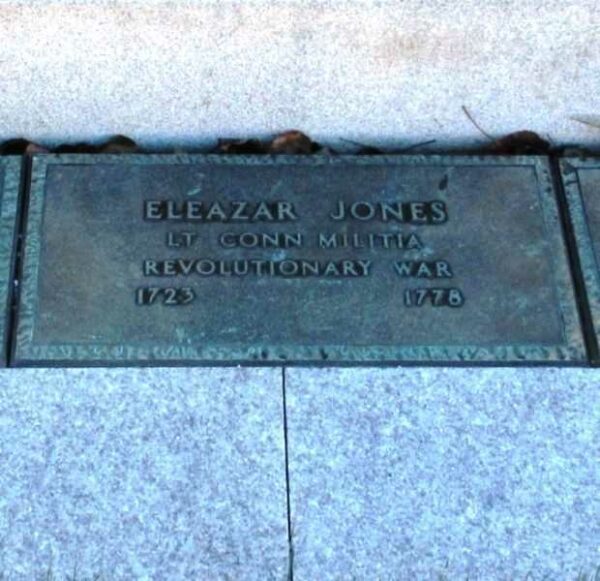 ELEAZAR JONES
LT CONN MILITIA
REVOLUTIONARY WAR
1723 1778